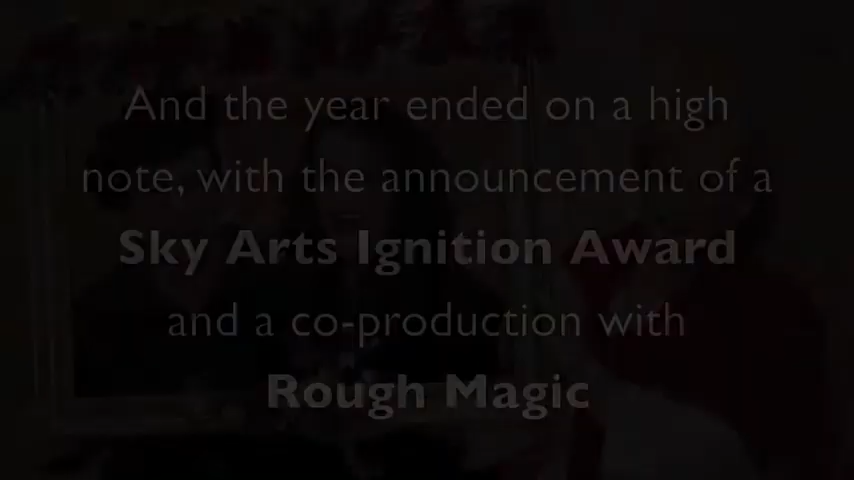 And the year ended on a high
note, with the announcement of a
Sky Arts Ignition Award
and a co-production with
Rough Magic